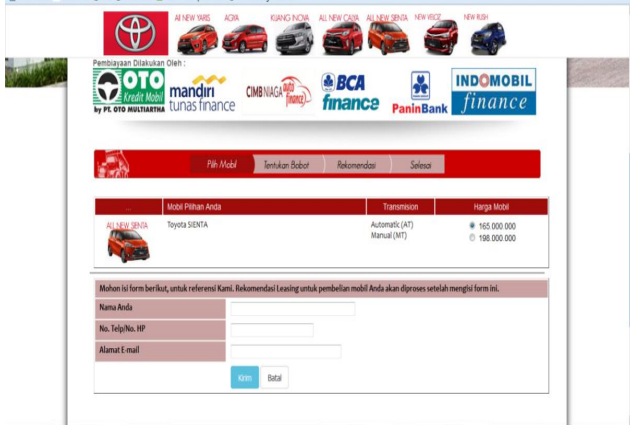 All NEW YARIS AGYA KIJANG INOVA ALL NEW CALYA ALL NEW SIENTA NEW VELOZ NEW RUSH
Pembiayaan Dilakukan Oleh :
OTO
Kredit Mobil
by PT. OTO MULTIARTHA
mandiri
tunas finance
CIMB NIAGA auto finance
BCA
finance
PaninBank
INDOMOBIL
finance
Pilih Mobil Tentukan Bobot Rekomendasi Selesai
... Mobil Pilihan Anda Transmision Harga Mobil
ALL NEW SIENTA Toyota SIENTA Automatic (AT) 165.000.000
Manual (MT) 198.000.000
Mohon isi form berikut, untuk referensi Kami. Rekomendasi Leasing untuk pembelian mobil Anda akan diproses setelah mengisi form ini.
Nama Anda
No. Telp/No. HP
Alamat E-mail
Kirim Batal